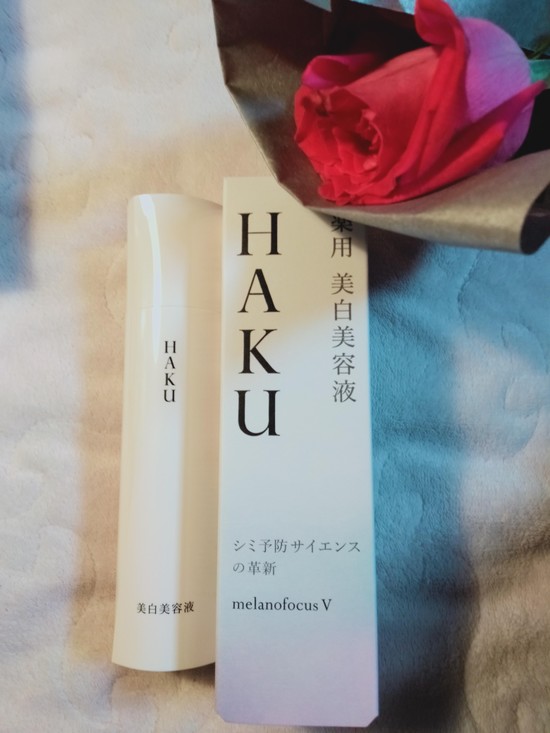 HAKU
美白美容液
HAKU
薬用 美白美容液
シミ予防サイエンス
の革新
melanofocus V